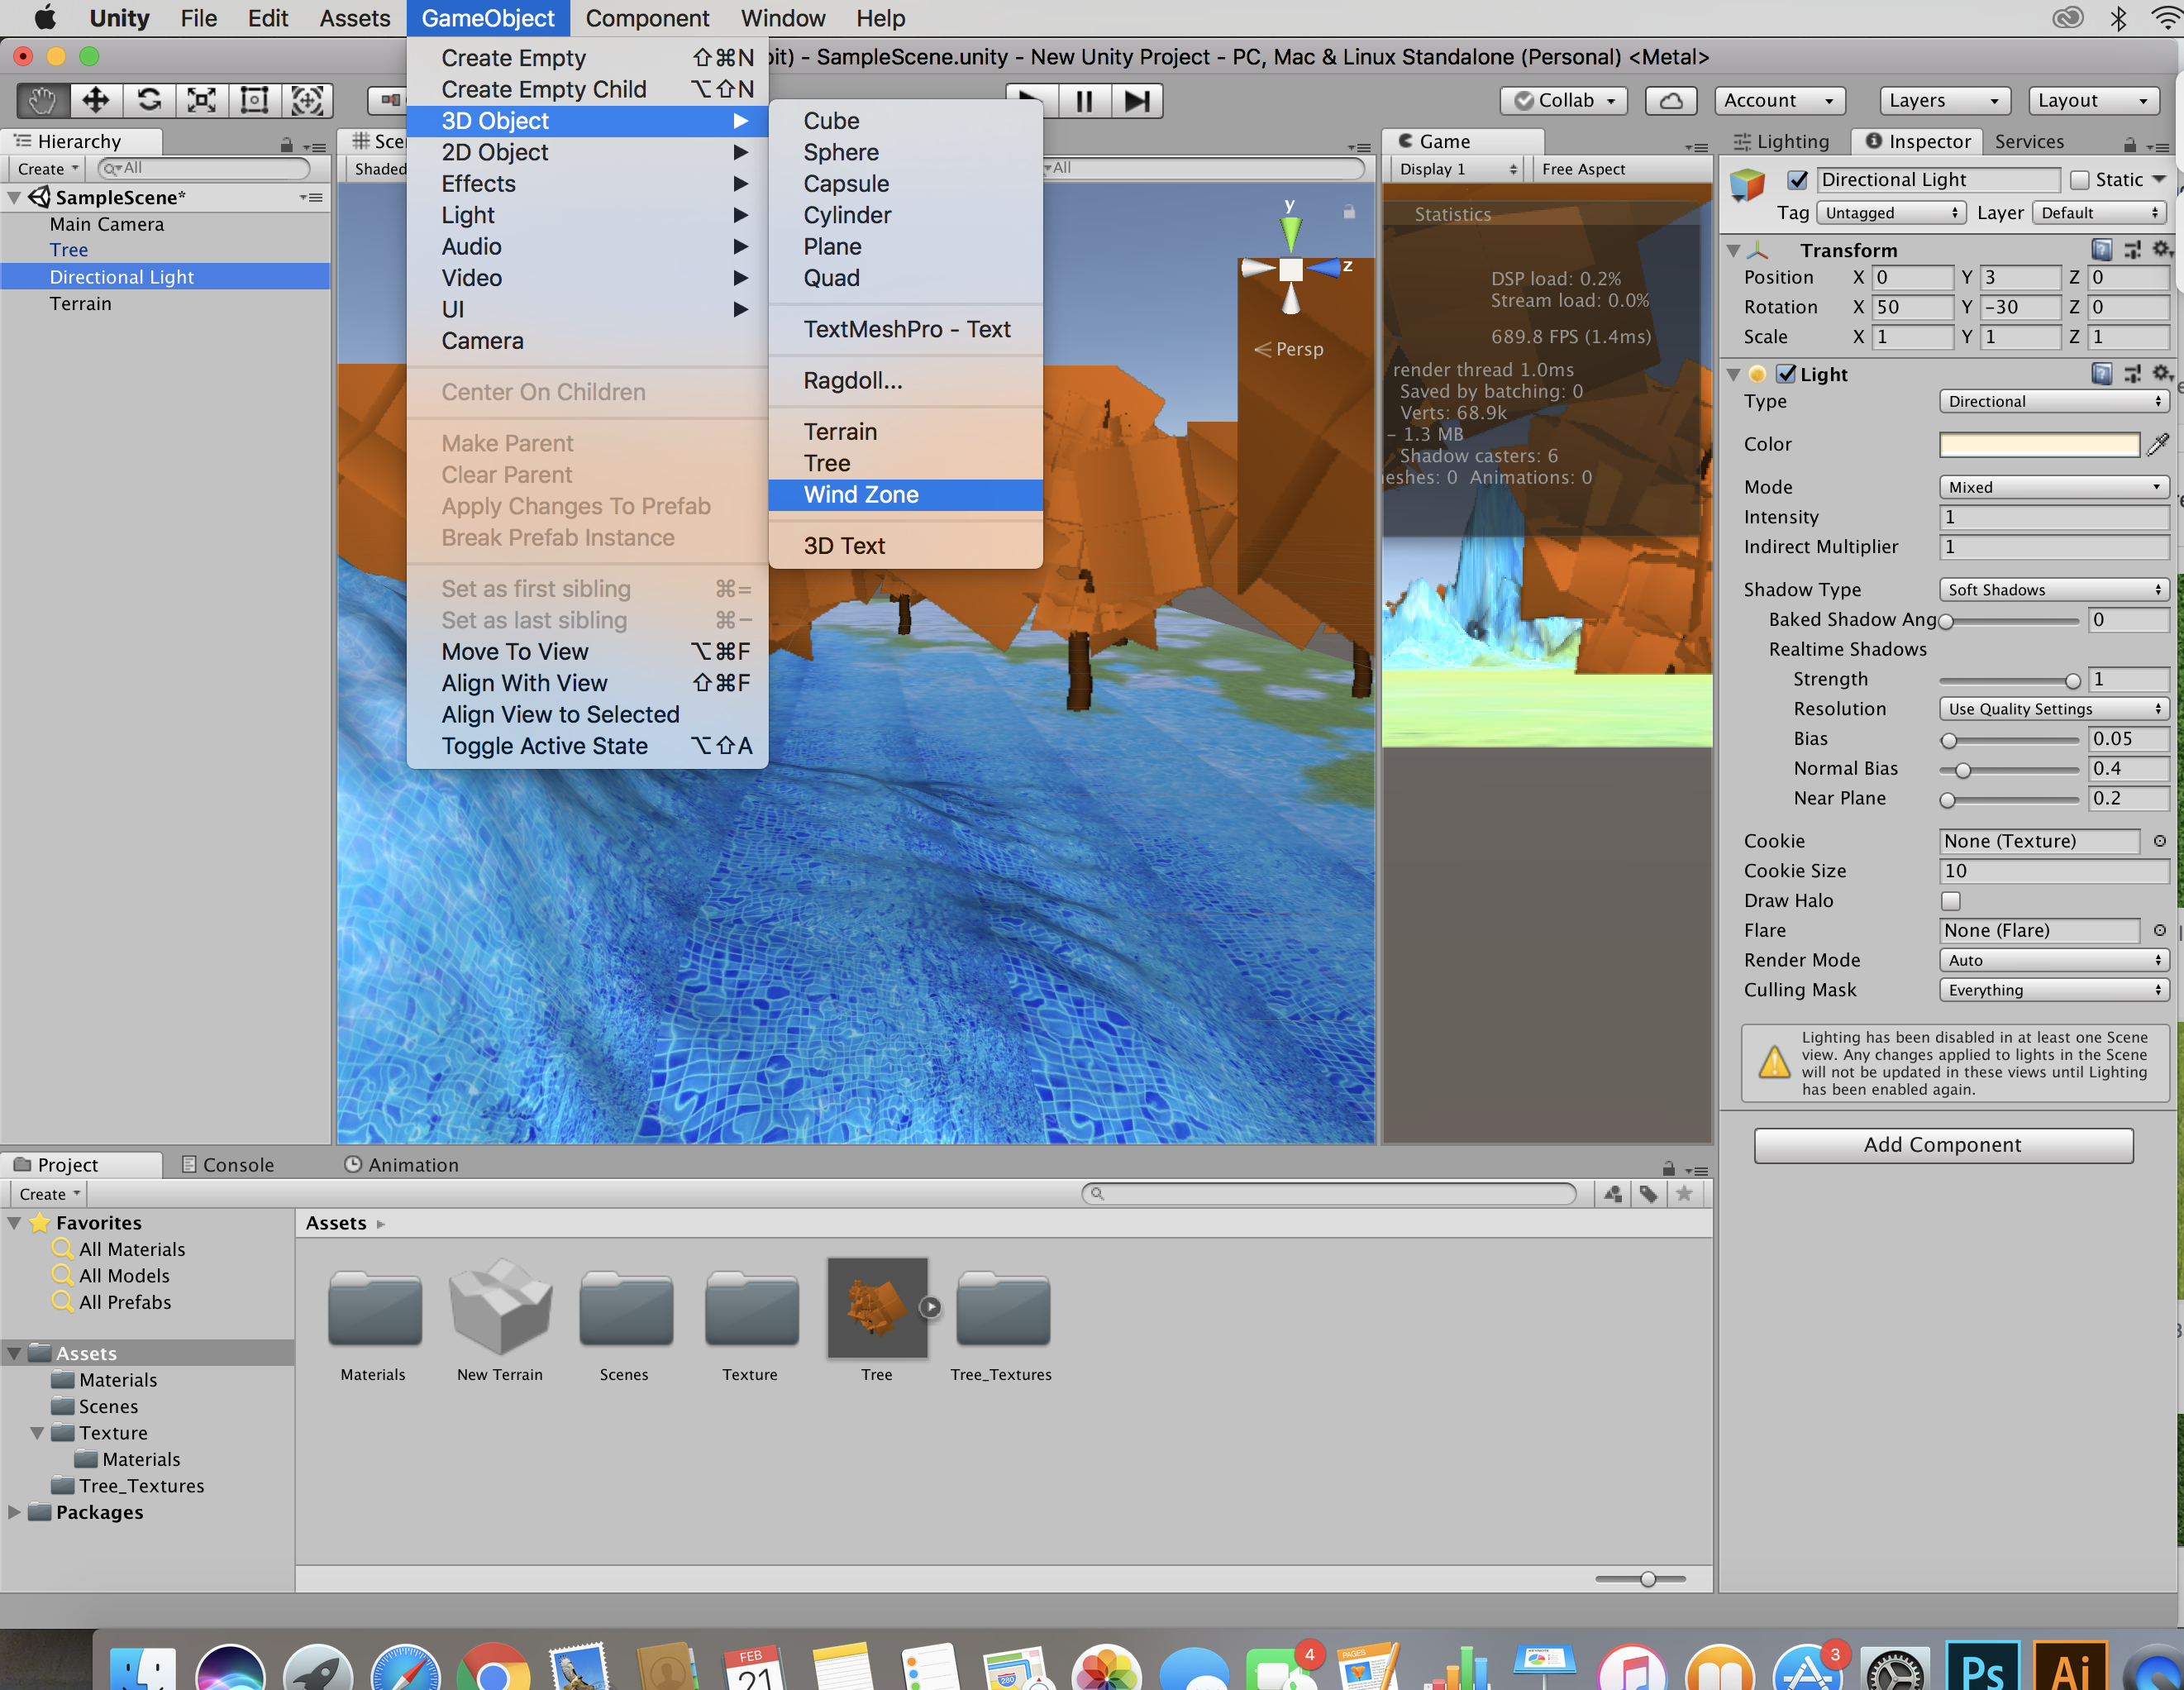 Unity File Edit Assets GameObject Component Window Help
bit) - SampleScene.unity - New Unity Project - PC, Mac & Linux Standalone (Personal) <Metal>
Collab Account Layers Layout
Create Empty ⇧⌘N
Create Empty Child ⌥⇧N
3D Object
2D Object
Effects
Light
Audio
Video
UI
Camera
Center On Children
Make Parent
Clear Parent
Apply Changes To Prefab
Break Prefab Instance
Set as first sibling ⌘=
Set as last sibling ⌘−
Move To View ⌥⌘F
Align With View ⇧⌘F
Align View to Selected
Toggle Active State ⌥⇧A
Cube
Sphere
Capsule
Cylinder
Plane
Quad
TextMeshPro - Text
Ragdoll...
Terrain
Tree
Wind Zone
3D Text
Hierarchy
Create All
SampleScene*
Main Camera
Tree
Directional Light
Terrain
Shaded
All
y
z
Persp
Game
Display 1 Free Aspect
Statistics
DSP load: 0.2%
Stream load: 0.0%
689.8 FPS (1.4ms)
render thread 1.0ms
Saved by batching: 0
Verts: 68.9k
- 1.3 MB
Shadow casters: 6
eshes: 0 Animations: 0
Lighting Inspector Services
Directional Light Static
Tag Untagged Layer Default
Transform
Position X 0 Y 3 Z 0
Rotation X 50 Y -30 Z 0
Scale X 1 Y 1 Z 1
Light
Type Directional
Color
Mode Mixed
Intensity 1
Indirect Multiplier 1
Shadow Type Soft Shadows
Baked Shadow Ang 0
Realtime Shadows
Strength 1
Resolution Use Quality Settings
Bias 0.05
Normal Bias 0.4
Near Plane 0.2
Cookie None (Texture)
Cookie Size 10
Draw Halo
Flare None (Flare)
Render Mode Auto
Culling Mask Everything
Lighting has been disabled in at least one Scene
view. Any changes applied to lights in the Scene
will not be updated in these views until Lighting
has been enabled again.
Add Component
Project Console Animation
Create
Favorites
All Materials
All Models
All Prefabs
Assets
Materials
Scenes
Texture
Materials
Tree_Textures
Packages
Assets
Materials New Terrain Scenes Texture Tree Tree_Textures
FEB
21
280
4
PAGES
KEYNOTE
3
Ps
Ai